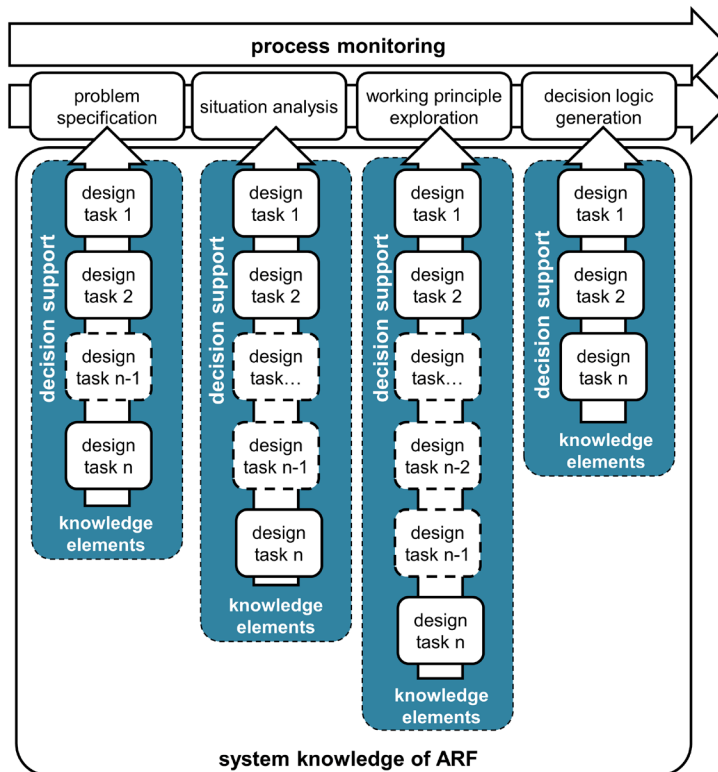 process monitoring
problem
specification
situation analysis
working principle
exploration
decision logic
generation
decision support
design
task 1
design
task 2
design
task n-1
design
task n
knowledge
elements
decision support
design
task 1
design
task 2
design
task...
design
task n-1
design
task n
knowledge
elements
decision support
design
task 1
design
task 2
design
task...
design
task n-2
design
task n-1
design
task n
knowledge
elements
decision support
design
task 1
design
task 2
design
task n
knowledge
elements
system knowledge of ARF